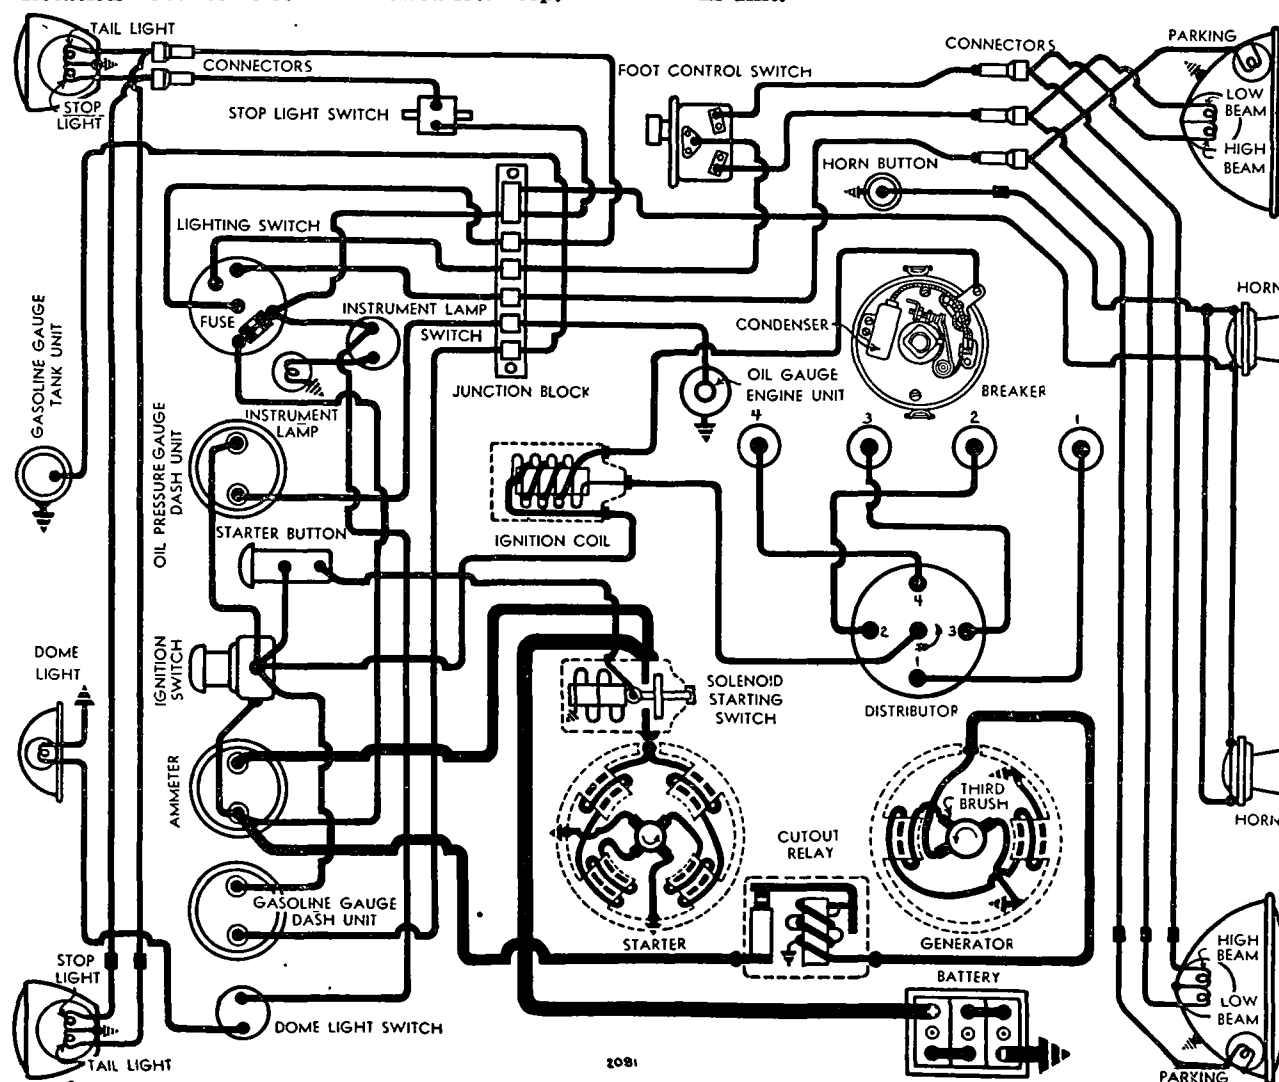 TAIL LIGHT
CONNECTORS
STOP
LIGHT
STOP LIGHT SWITCH
FOOT CONTROL SWITCH
CONNECTORS
PARKING
LOW
BEAM
HIGH
BEAM
HORN BUTTON
LIGHTING SWITCH
FUSE
INSTRUMENT LAMP
SWITCH
JUNCTION BLOCK
INSTRUMENT
LAMP
GASOLINE GAUGE
TANK UNIT
OIL PRESSURE GAUGE
DASH UNIT
CONDENSER
BREAKER
OIL GAUGE
ENGINE UNIT
HORN
4
3
2
1
IGNITION COIL
STARTER BUTTON
4
2
3
1
DISTRIBUTOR
DOME
LIGHT
IGNITION
SWITCH
SOLENOID
STARTING
SWITCH
AMMETER
THIRD
BRUSH
HORN
CUTOUT
RELAY
GASOLINE GAUGE
DASH UNIT
STARTER
GENERATOR
BATTERY
STOP
LIGHT
TAIL LIGHT
DOME LIGHT SWITCH
HIGH
BEAM
LOW
BEAM
PARKING
2081